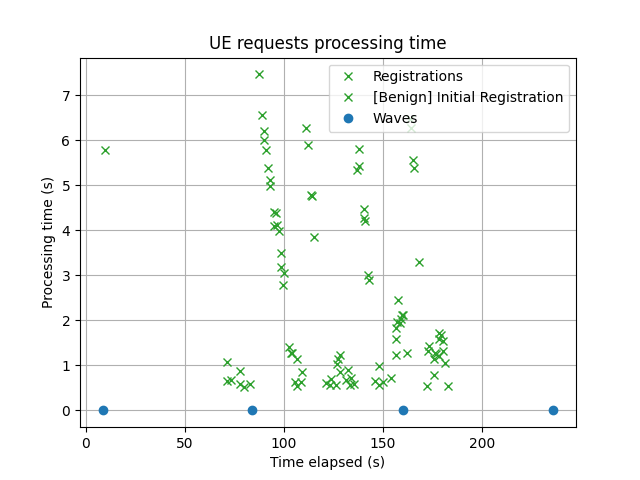 UE requests processing time
Registrations
[Benign] Initial Registration
Waves
Processing time (s)
7
6
5
4
3
2
1
0
0
50
100
150
200
Time elapsed (s)